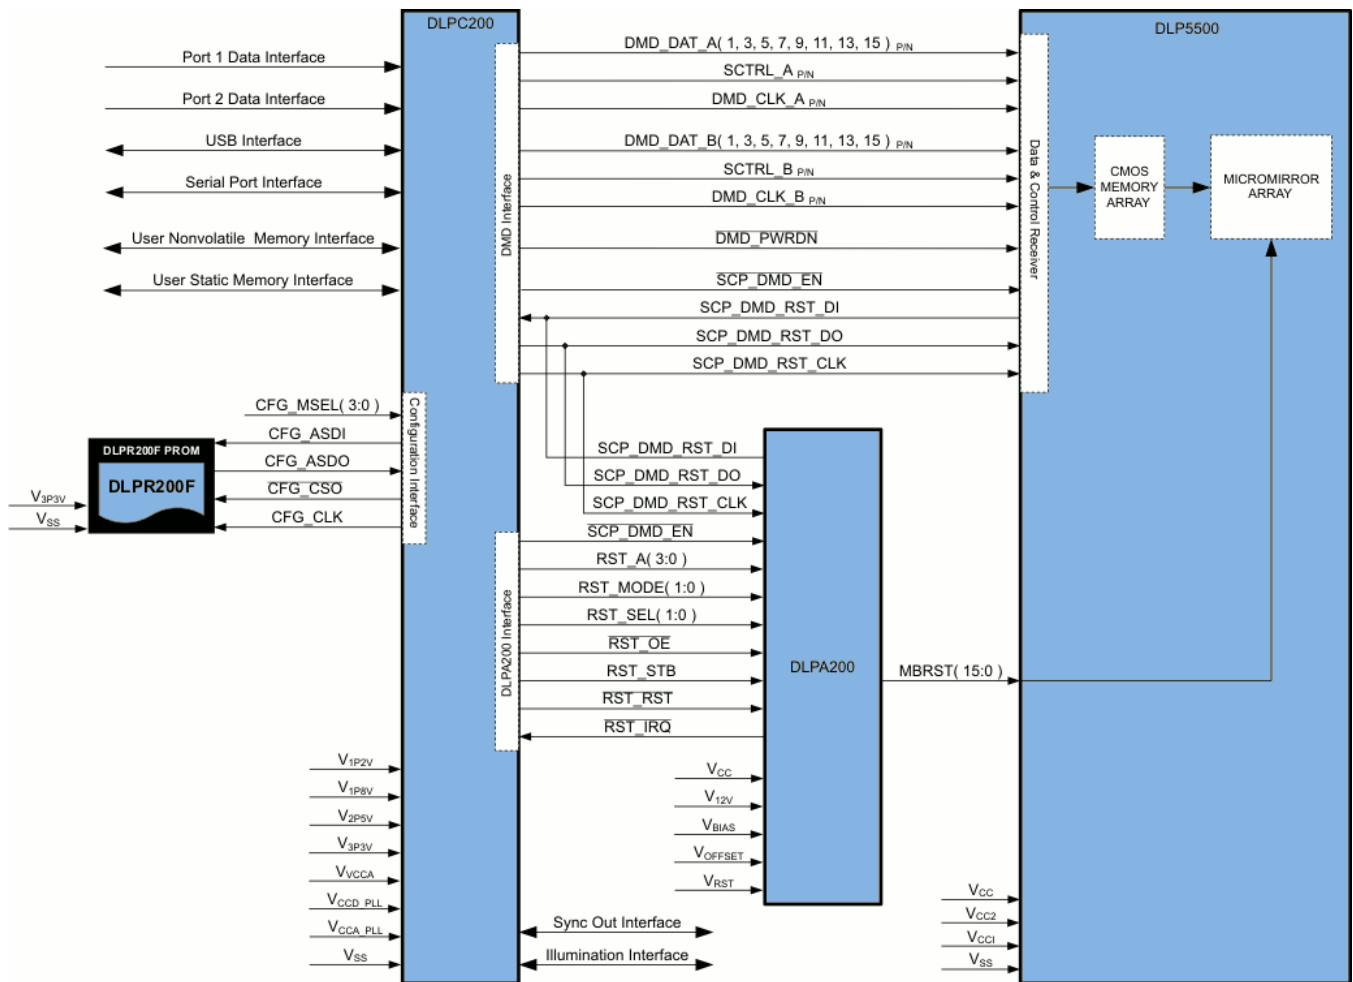 DLPC200
DLP5500
Port 1 Data Interface
Port 2 Data Interface
USB Interface
Serial Port Interface
User Nonvolatile Memory Interface
User Static Memory Interface
DMD Interface
DMD_DAT_A( 1, 3, 5, 7, 9, 11, 13, 15 ) P/N
SCTRL_A P/N
DMD_CLK_A P/N
DMD_DAT_B( 1, 3, 5, 7, 9, 11, 13, 15 ) P/N
SCTRL_B P/N
DMD_CLK_B P/N
DMD_PWRDN
SCP_DMD_EN
SCP_DMD_RST_DI
SCP_DMD_RST_DO
SCP_DMD_RST_CLK
Data & Control Receiver
CMOS
MEMORY
ARRAY
MICROMIRROR
ARRAY
CFG_MSEL( 3:0 )
CFG_ASDI
CFG_ASDO
CFG_CSO
CFG_CLK
Configuration Interface
DLPR200F PROM
DLPR200F
V3P3V
VSS
SCP_DMD_RST_DI
SCP_DMD_RST_DO
SCP_DMD_RST_CLK
SCP_DMD_EN
RST_A( 3:0 )
RST_MODE( 1:0 )
RST_SEL( 1:0 )
RST_OE
RST_STB
RST_RST
RST_IRQ
DLPA200 Interface
DLPA200
MBRST( 15:0 )
V1P2V
V1P8V
V2P5V
V3P3V
VVCCA
VCCD_PLL
VCCA_PLL
VSS
VCC
V12V
VBIAS
VOFFSET
VRST
Sync Out Interface
Illumination Interface
VCC
VCC2
VCCI
VSS